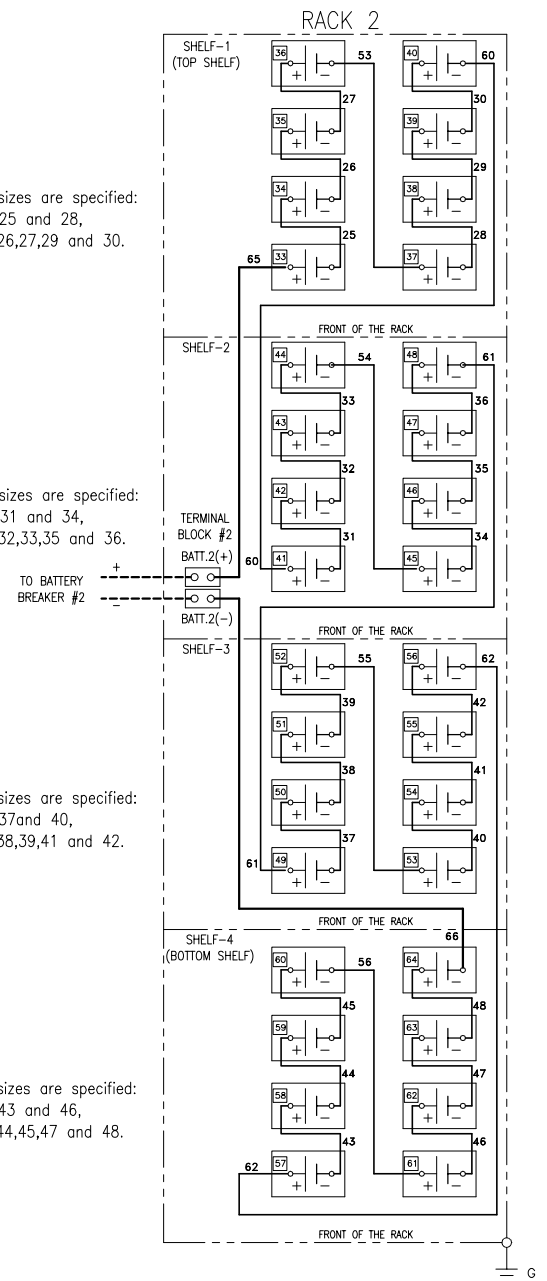 RACK 2
SHELF-1
(TOP SHELF)
36
53
40
60
27
30
35
39
26
29
34
38
25
28
65
33
37
sizes are specified:
25 and 28,
26,27,29 and 30.
FRONT OF THE RACK
SHELF-2
44
54
48
61
33
36
43
47
32
35
42
46
31
34
60
41
45
sizes are specified:
31 and 34,
32,33,35 and 36.
TERMINAL
BLOCK #2
BATT.2(+)
TO BATTERY
BREAKER #2
+
−
BATT.2(−)
FRONT OF THE RACK
SHELF-3
52
55
56
62
39
42
51
55
38
41
50
54
37
40
61
49
53
sizes are specified:
37and 40,
38,39,41 and 42.
FRONT OF THE RACK
SHELF-4
(BOTTOM SHELF)
66
60
56
64
45
48
59
63
44
47
58
62
43
46
62
57
61
sizes are specified:
43 and 46,
44,45,47 and 48.
FRONT OF THE RACK
G